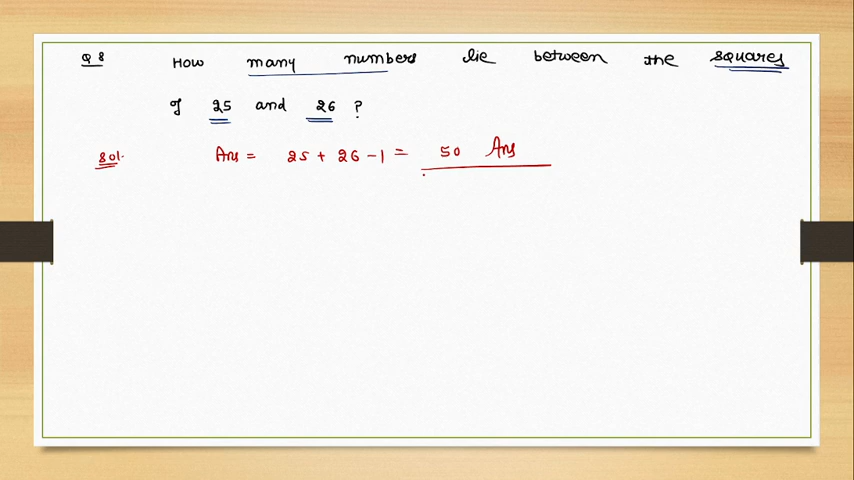 Q 8 How many numbers lie between the squares
of 25 and 26 ?
Sol. Ans = 25 + 26 - 1 = 50 Ans